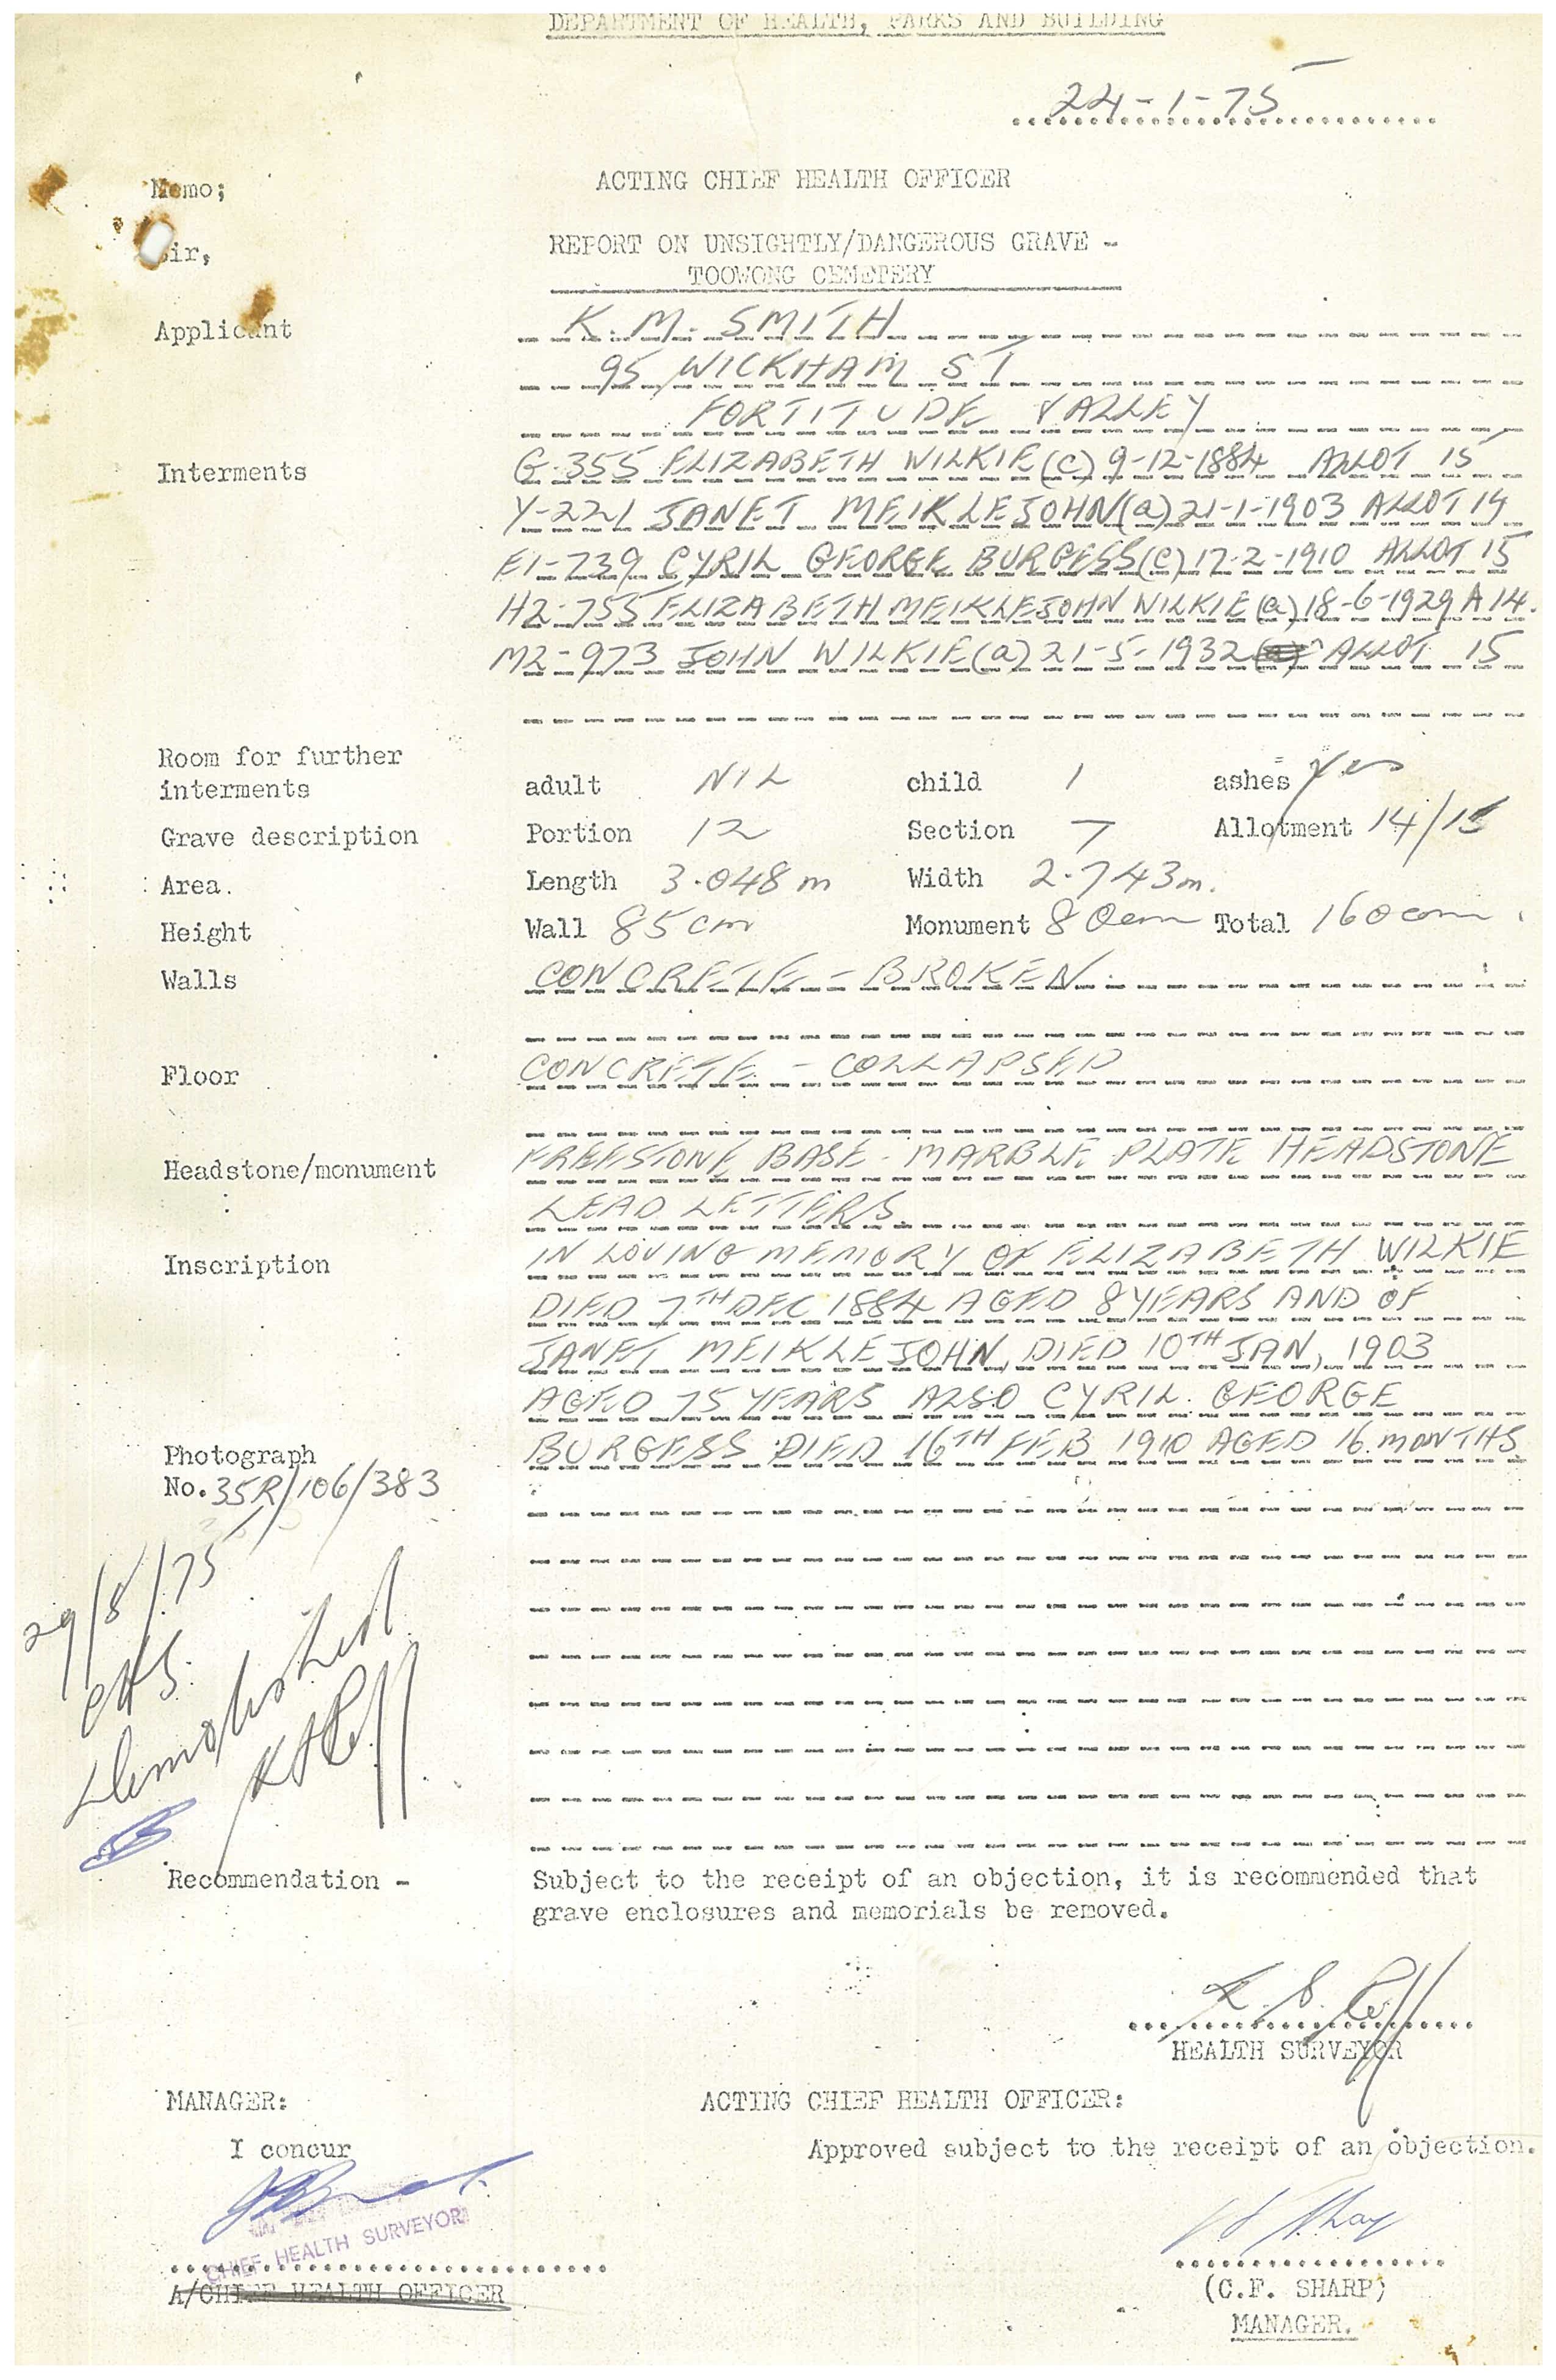 DEPARTMENT OF HEALTH, PARKS AND BUILDING
24-1-75
Memo;
ACTING CHIEF HEALTH OFFICER
Sir,
REPORT ON UNSIGHTLY/DANGEROUS GRAVE -
TOOWONG CEMETERY
Applicant K. M. SMITH
95 WICKHAM ST
FORTITUDE VALLEY
Interments G-355 ELIZABETH WILKIE (c) 9-12-1884 ALLOT 15
Y-221 JANET MEIKLEJOHN (a) 21-1-1903 ALLOT 14
E1-739 CYRIL GEORGE BURGESS (c) 17-2-1910 ALLOT 15
H2-755 ELIZABETH MEIKLEJOHN WILKIE (a) 18-6-1929 A 14.
M2-973 JOHN WILKIE (a) 21-5-1932 ALLOT 15
Room for further
interments adult NIL child 1 ashes Yes
Grave description Portion 12 Section 7 Allotment 14/15
Area. Length 3.048 m Width 2.743 m.
Height Wall 85 cm Monument 80 cm Total 160 cm.
Walls CONCRETE - BROKEN.
Floor CONCRETE - COLLAPSED
Headstone/monument FREESTONE BASE - MARBLE PLATE HEADSTONE
LEAD LETTERS
Inscription IN LOVING MEMORY OF ELIZABETH WILKIE
DIED 7TH DEC 1884 AGED 8 YEARS AND OF
JANET MEIKLEJOHN, DIED 10TH JAN, 1903
AGED 75 YEARS ALSO CYRIL GEORGE
BURGESS DIED 16TH FEB 1910 AGED 16 MONTHS
Photograph
No. 35R/106/383
29/8/75
CHS.
Demolished
Recommendation - Subject to the receipt of an objection, it is recommended that
grave enclosures and memorials be removed.
HEALTH SURVEYOR
MANAGER: ACTING CHIEF HEALTH OFFICER:
I concur Approved subject to the receipt of an objection.
CHIEF HEALTH SURVEYOR
A/CHIEF HEALTH OFFICER
(C.F. SHARP)
MANAGER.